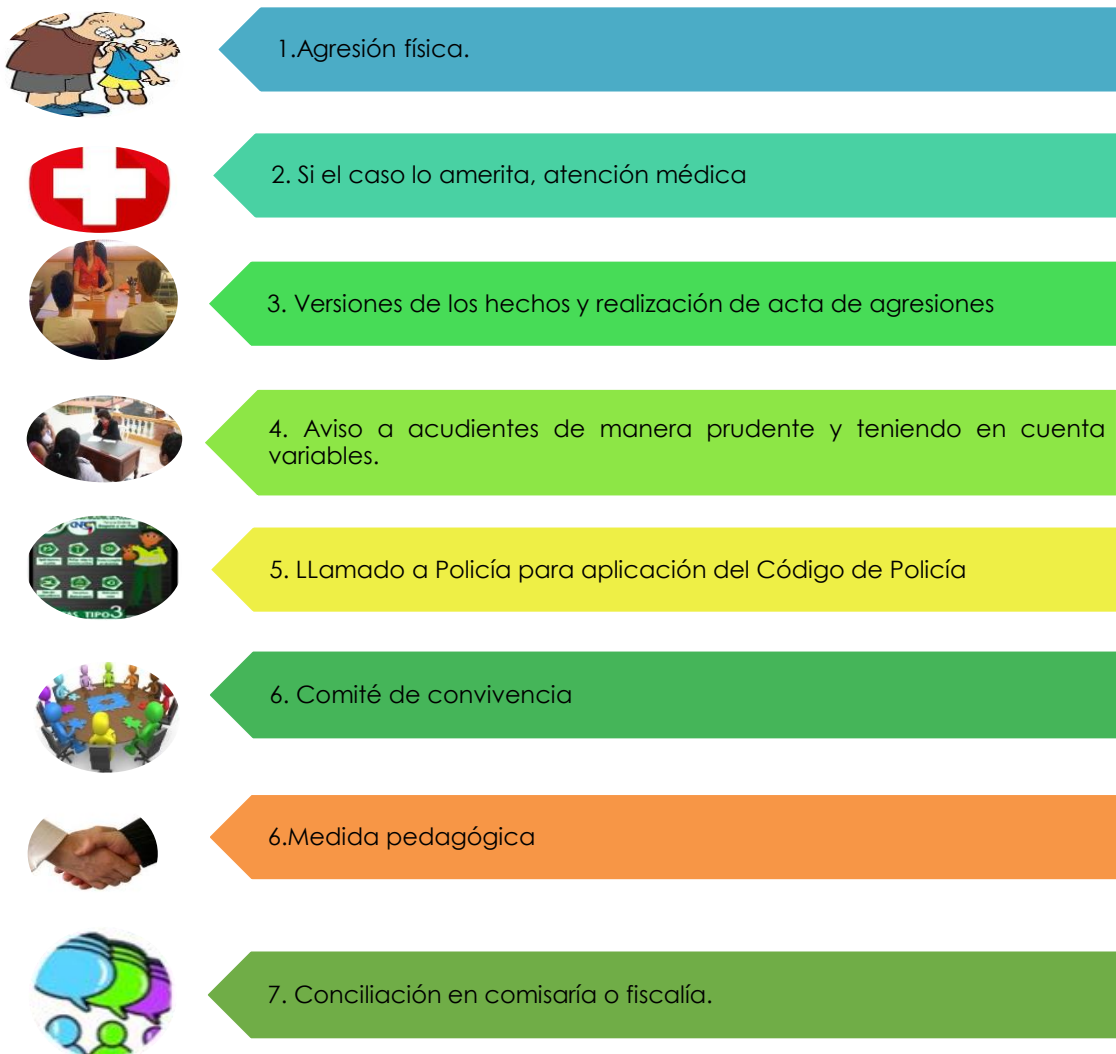 1.Agresión física.
2. Si el caso lo amerita, atención médica
3. Versiones de los hechos y realización de acta de agresiones
4. Aviso a acudientes de manera prudente y teniendo en cuenta
variables.
5. LLamado a Policía para aplicación del Código de Policía
TIPO3
6. Comité de convivencia
6.Medida pedagógica
7. Conciliación en comisaría o fiscalía.